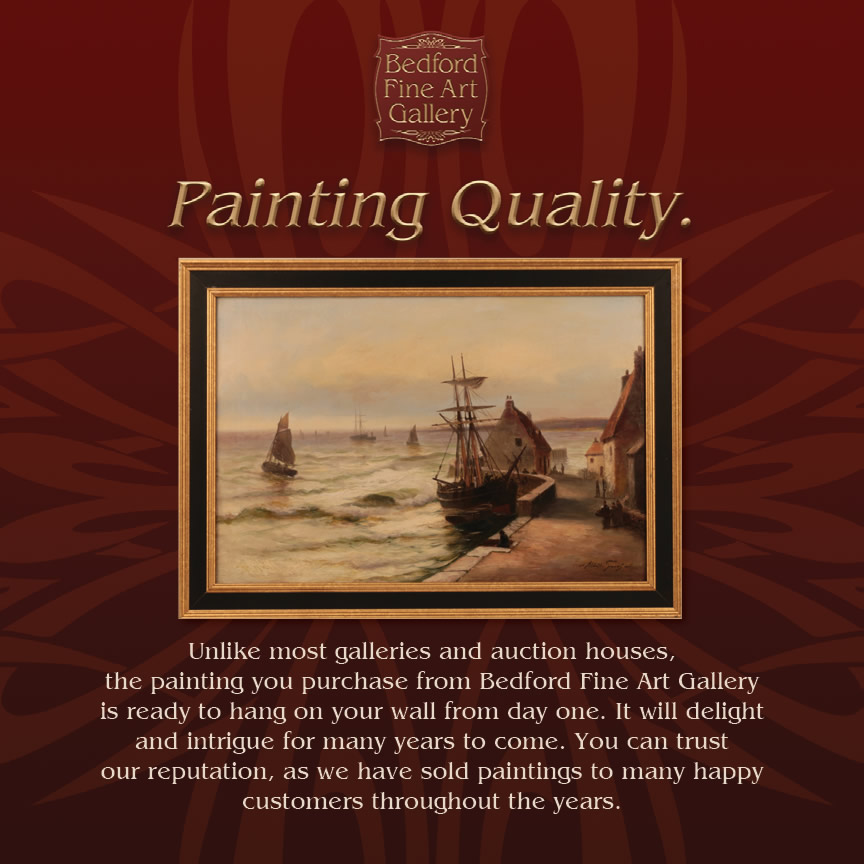 Bedford
Fine Art
Gallery
Painting Quality.
Unlike most galleries and auction houses,
the painting you purchase from Bedford Fine Art Gallery
is ready to hang on your wall from day one. It will delight
and intrigue for many years to come. You can trust
our reputation, as we have sold paintings to many happy
customers throughout the years.